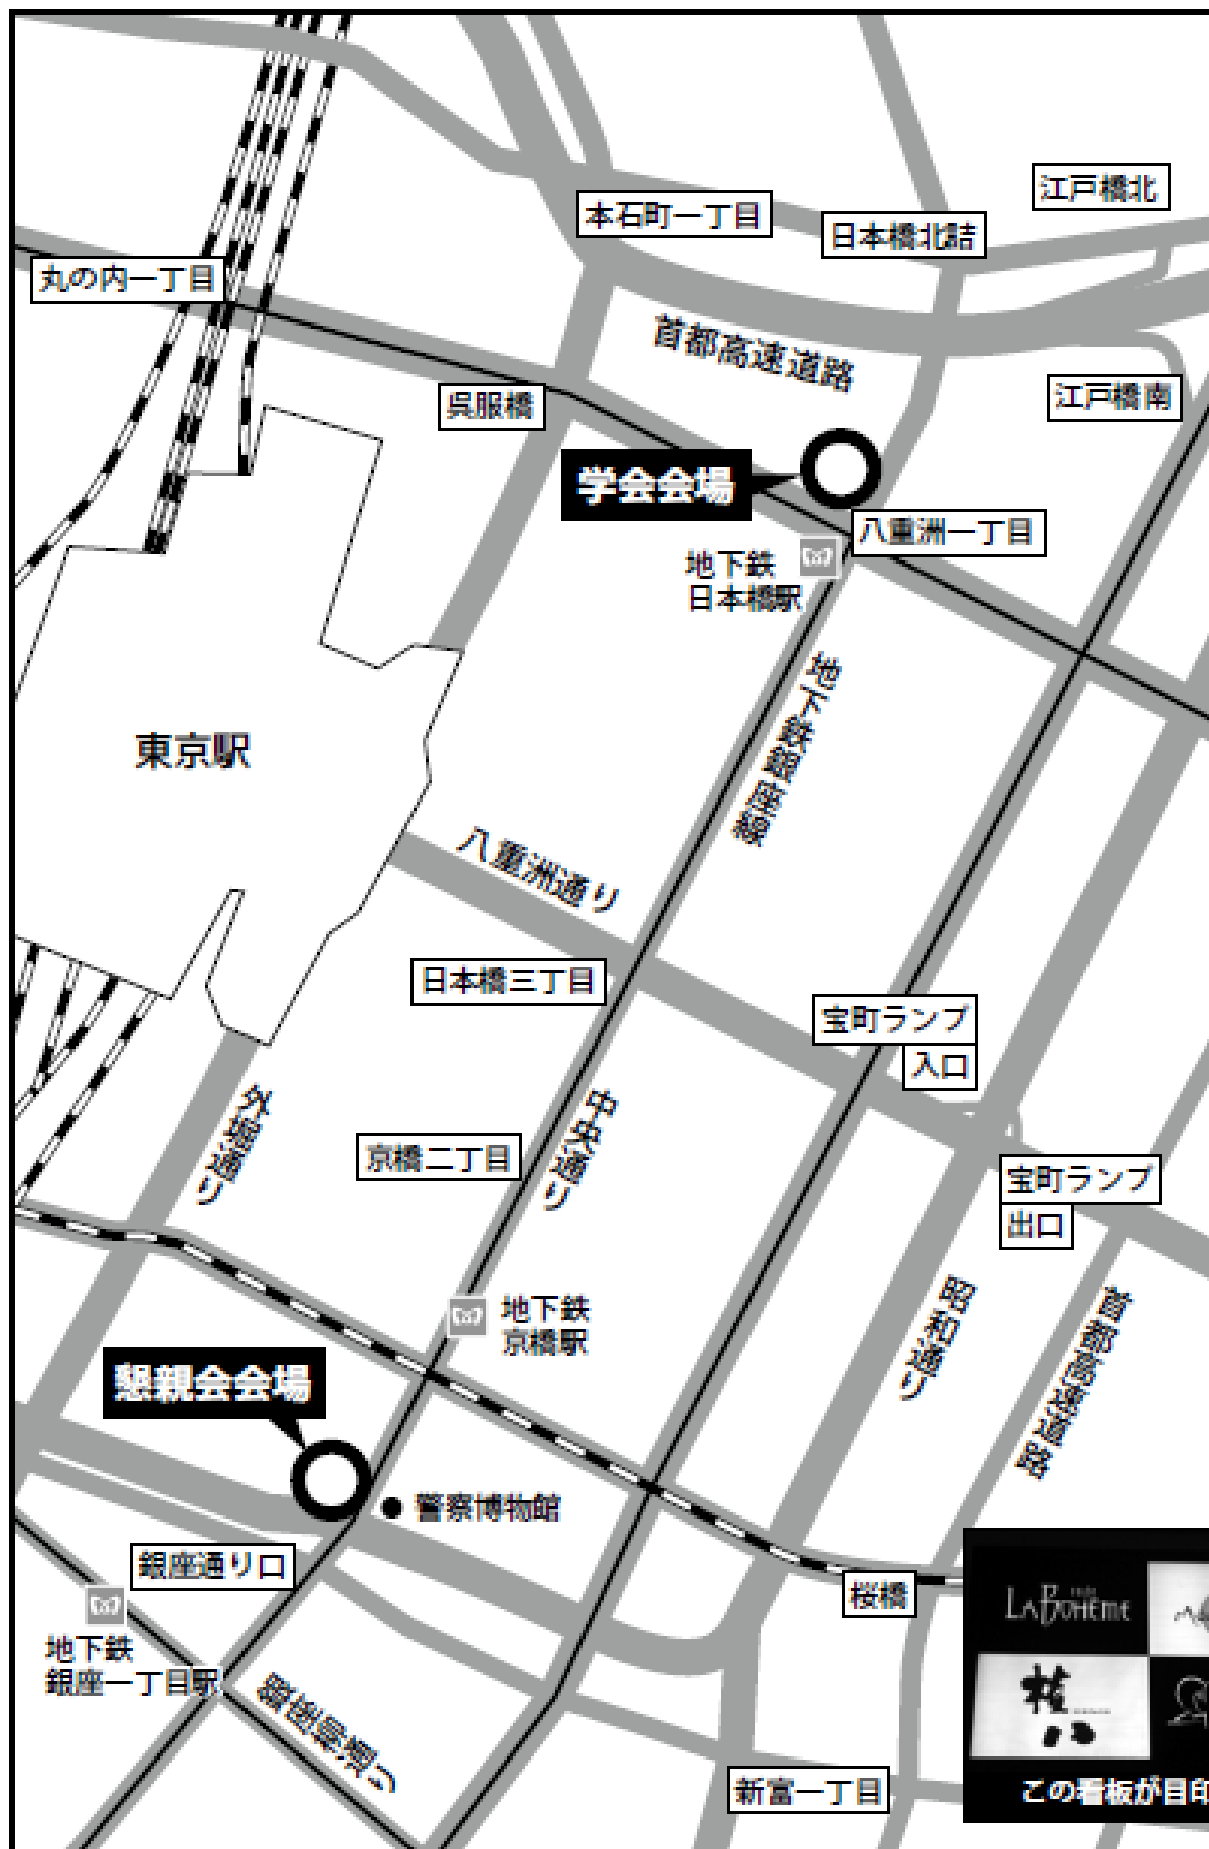 本石町一丁目
江戸橋北
日本橋北詰
丸の内一丁目
首都高速道路
呉服橋
江戸橋南
学会会場
八重洲一丁目
地下鉄
日本橋駅
地下鉄銀座線
東京駅
八重洲通り
日本橋三丁目
宝町ランプ
入口
外堀通り
中央通り
京橋二丁目
宝町ランプ
出口
地下鉄
京橋駅
昭和通り
首都高速道路
懇親会会場
警察博物館
銀座通り口
桜橋
地下鉄
銀座一丁目駅
LA BOHEME
新富一丁目
この看板が目印